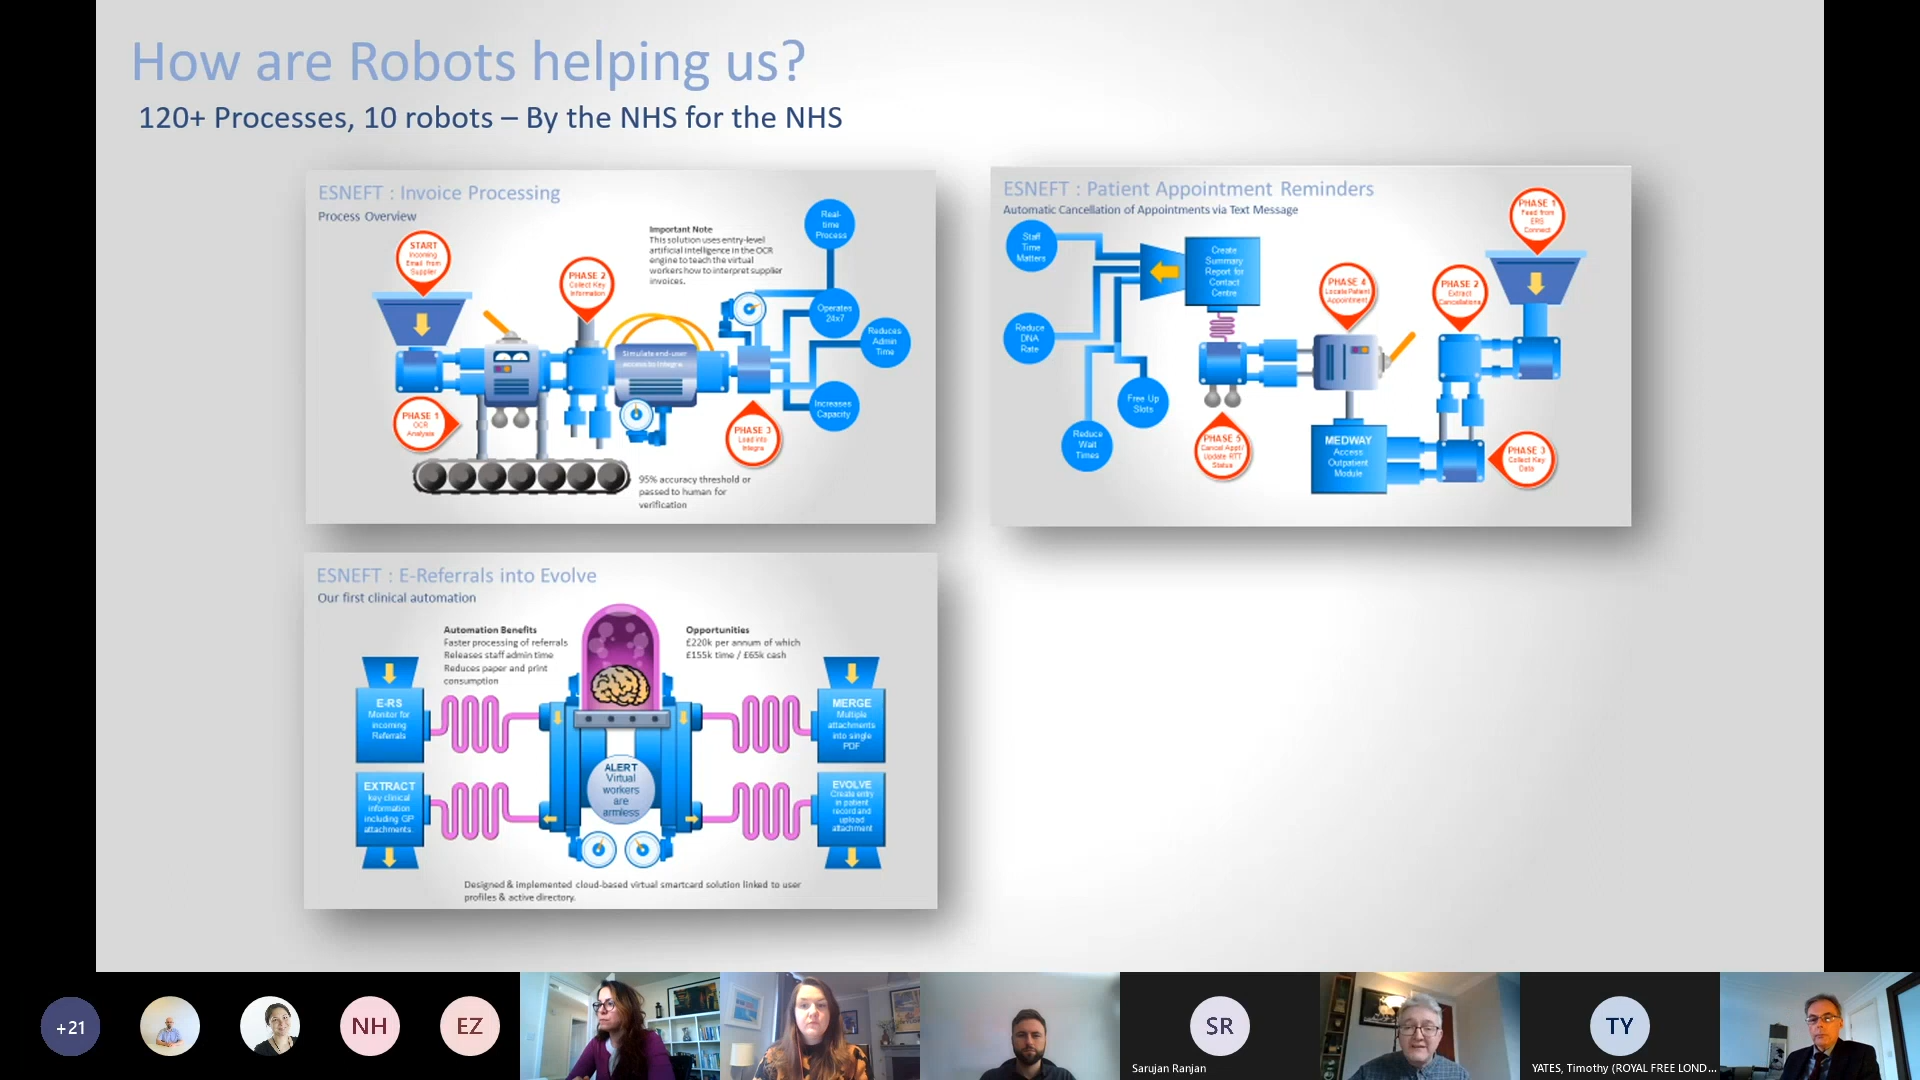 How are Robots helping us?
120+ Processes, 10 robots – By the NHS for the NHS
ESNEFT : Invoice Processing
Process Overview
START
Incoming
Email from
Supplier
PHASE 2
Collect Key
Information
Important Note
This solution uses entry-level
artificial intelligence in the OCR
engine to teach the virtual
workers how to interpret supplier
invoices.
Real-
time
Process
Operates
24x7
Reduces
Admin
Time
Increases
Capacity
Simulate end-user
access to Integra
PHASE 1
OCR
Analysis
PHASE 3
Load into
Integra
95% accuracy threshold or
passed to human for
verification
ESNEFT : Patient Appointment Reminders
Automatic Cancellation of Appointments via Text Message
Staff
Time
Matters
Create
Summary
Report for
Contact
Centre
PHASE 1
Feed from
ERS
Connect
PHASE 4
Locate Patient
Appointment
PHASE 2
Extract
Cancellations
Reduce
DNA
Rate
Free Up
Slots
Reduce
Wait
Times
PHASE 5
Cancel Appt/
Update RTT
Status
MEDWAY
Access
Outpatient
Module
PHASE 3
Collect Key
Data
ESNEFT : E-Referrals into Evolve
Our first clinical automation
Automation Benefits
Faster processing of referrals
Releases staff admin time
Reduces paper and print
consumption
Opportunities
£220k per annum of which
£155k time / £65k cash
E-RS
Monitor for
incoming
Referrals
EXTRACT
key clinical
information
including GP
attachments.
ALERT
Virtual
workers
are
armless
MERGE
Multiple
attachments
into single
PDF
EVOLVE
Create entry
in patient
record and
upload
attachment
Designed & implemented cloud-based virtual smartcard solution linked to user
profiles & active directory.
+21
NH
EZ
SR
Sarujan Ranjan
TY
YATES, Timothy (ROYAL FREE LOND...